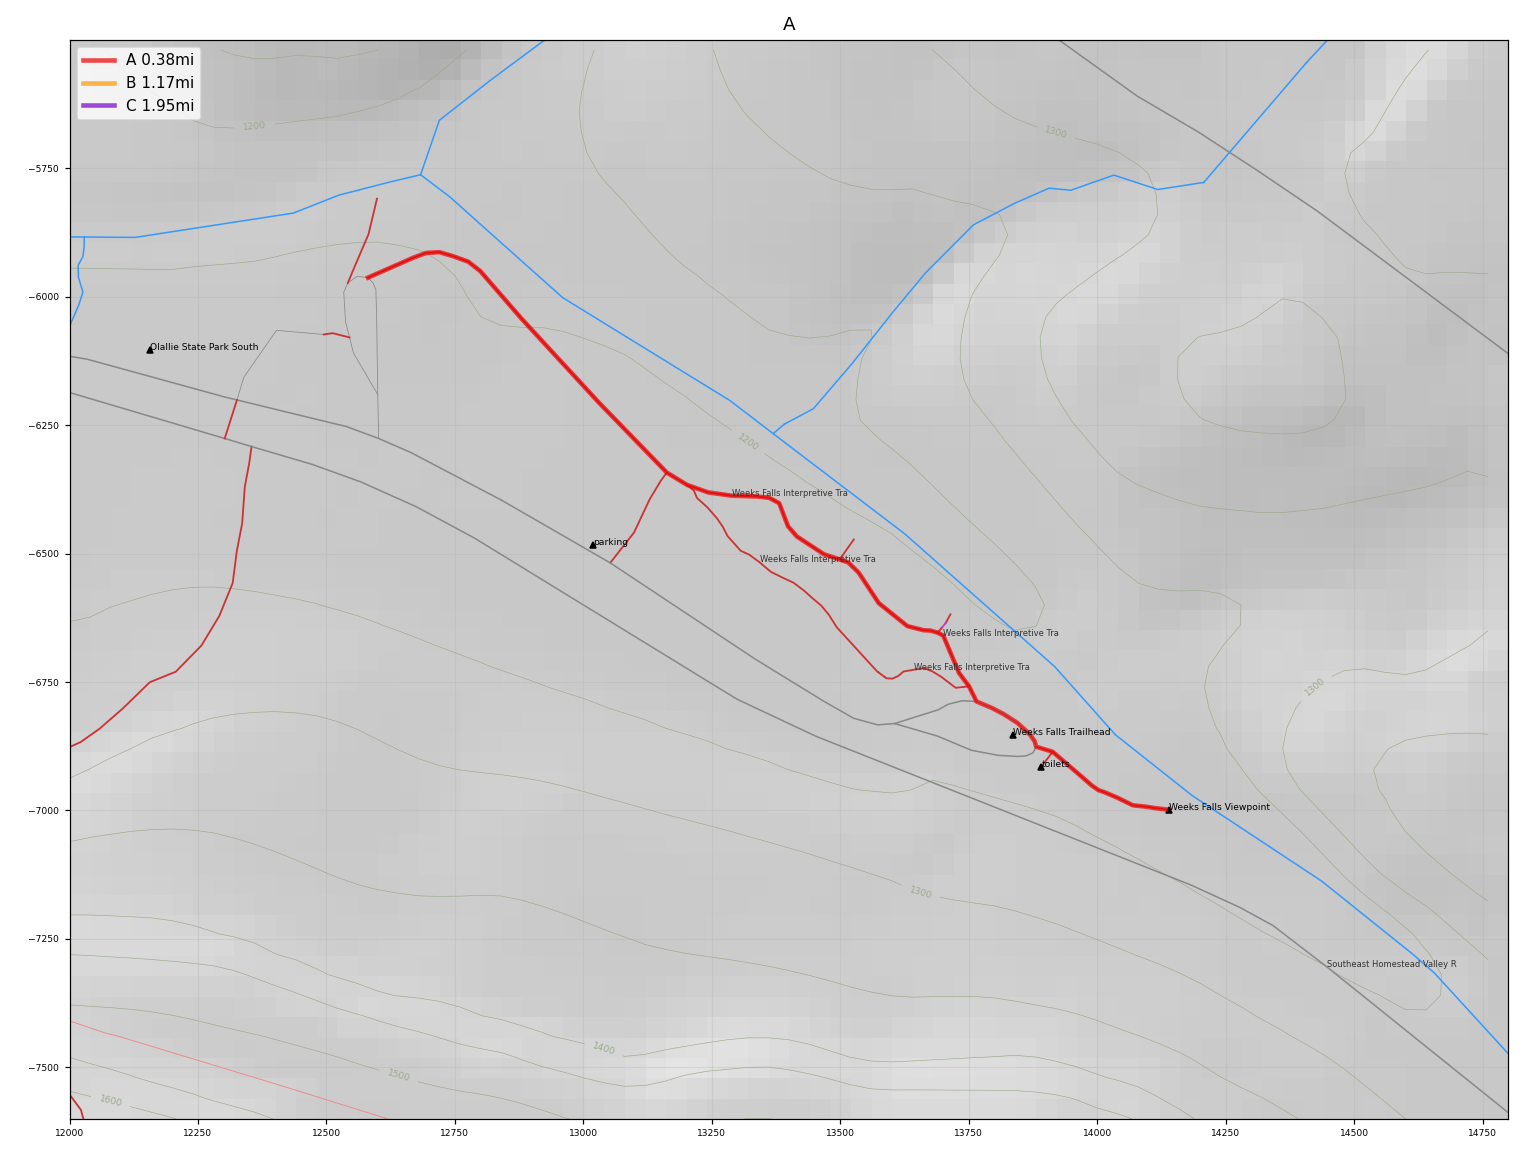 A
A 0.38mi
B 1.17mi
C 1.95mi
1200
1300
−5750
−6000
Olallie State Park South
−6250
1200
Weeks Falls Interpretive Tra
−6500
parking
Weeks Falls Interpretive Tra
Weeks Falls Interpretive Tra
Weeks Falls Interpretive Tra
−6750
1300
Weeks Falls Trailhead
toilets
Weeks Falls Viewpoint
−7000
1300
−7250
Southeast Homestead Valley R
1400
−7500
1500
1600
12000 12250 12500 12750 13000 13250 13500 13750 14000 14250 14500 14750